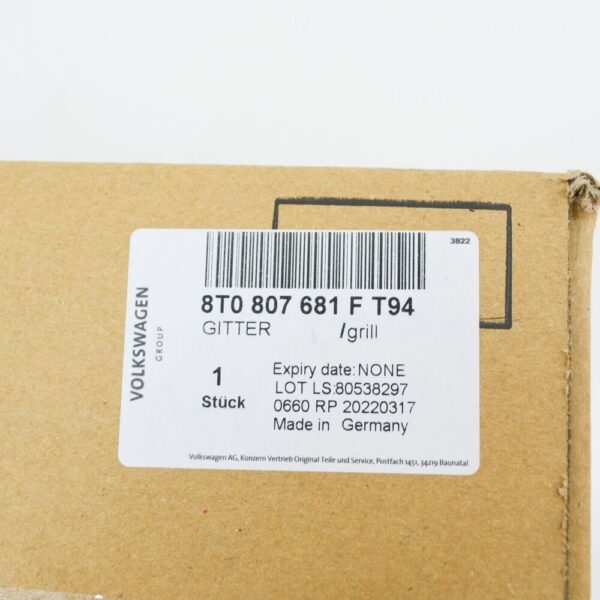 3822
8T0 807 681 F T94
GITTER /grill
VOLKSWAGEN
GROUP
1
Stück
Expiry date: NONE
LOT LS:80538297
0660 RP 20220317
Made in Germany
Volkswagen AG, Konzern Vertrieb Original Teile und Service, Postfach 1451, 34219 Baunatal